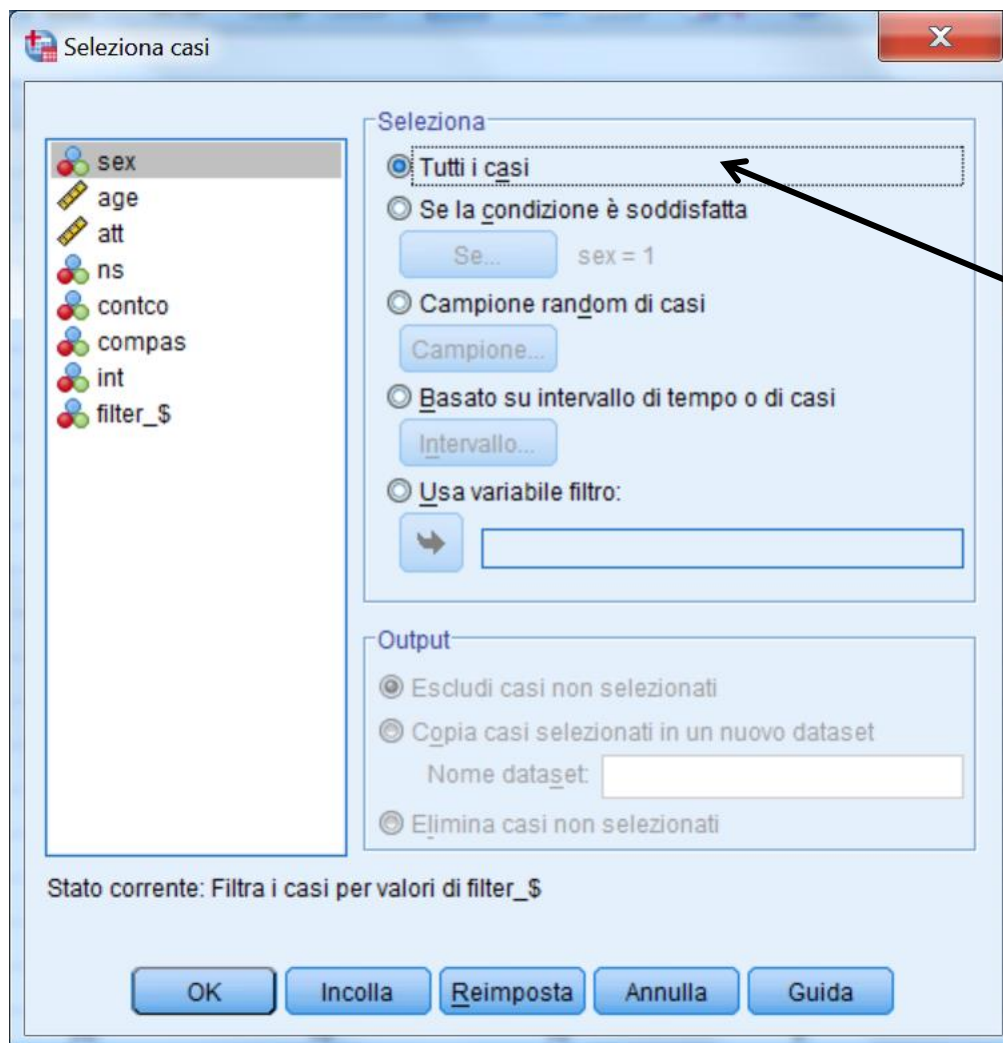 Seleziona casi
sex
age
att
ns
contco
compas
int
filter_$
Seleziona
Tutti i casi
Se la condizione è soddisfatta
Se... sex = 1
Campione random di casi
Campione...
Basato su intervallo di tempo o di casi
Intervallo...
Usa variabile filtro:
Output
Escludi casi non selezionati
Copia casi selezionati in un nuovo dataset
Nome dataset:
Elimina casi non selezionati
Stato corrente: Filtra i casi per valori di filter_$
OK Incolla Reimposta Annulla Guida